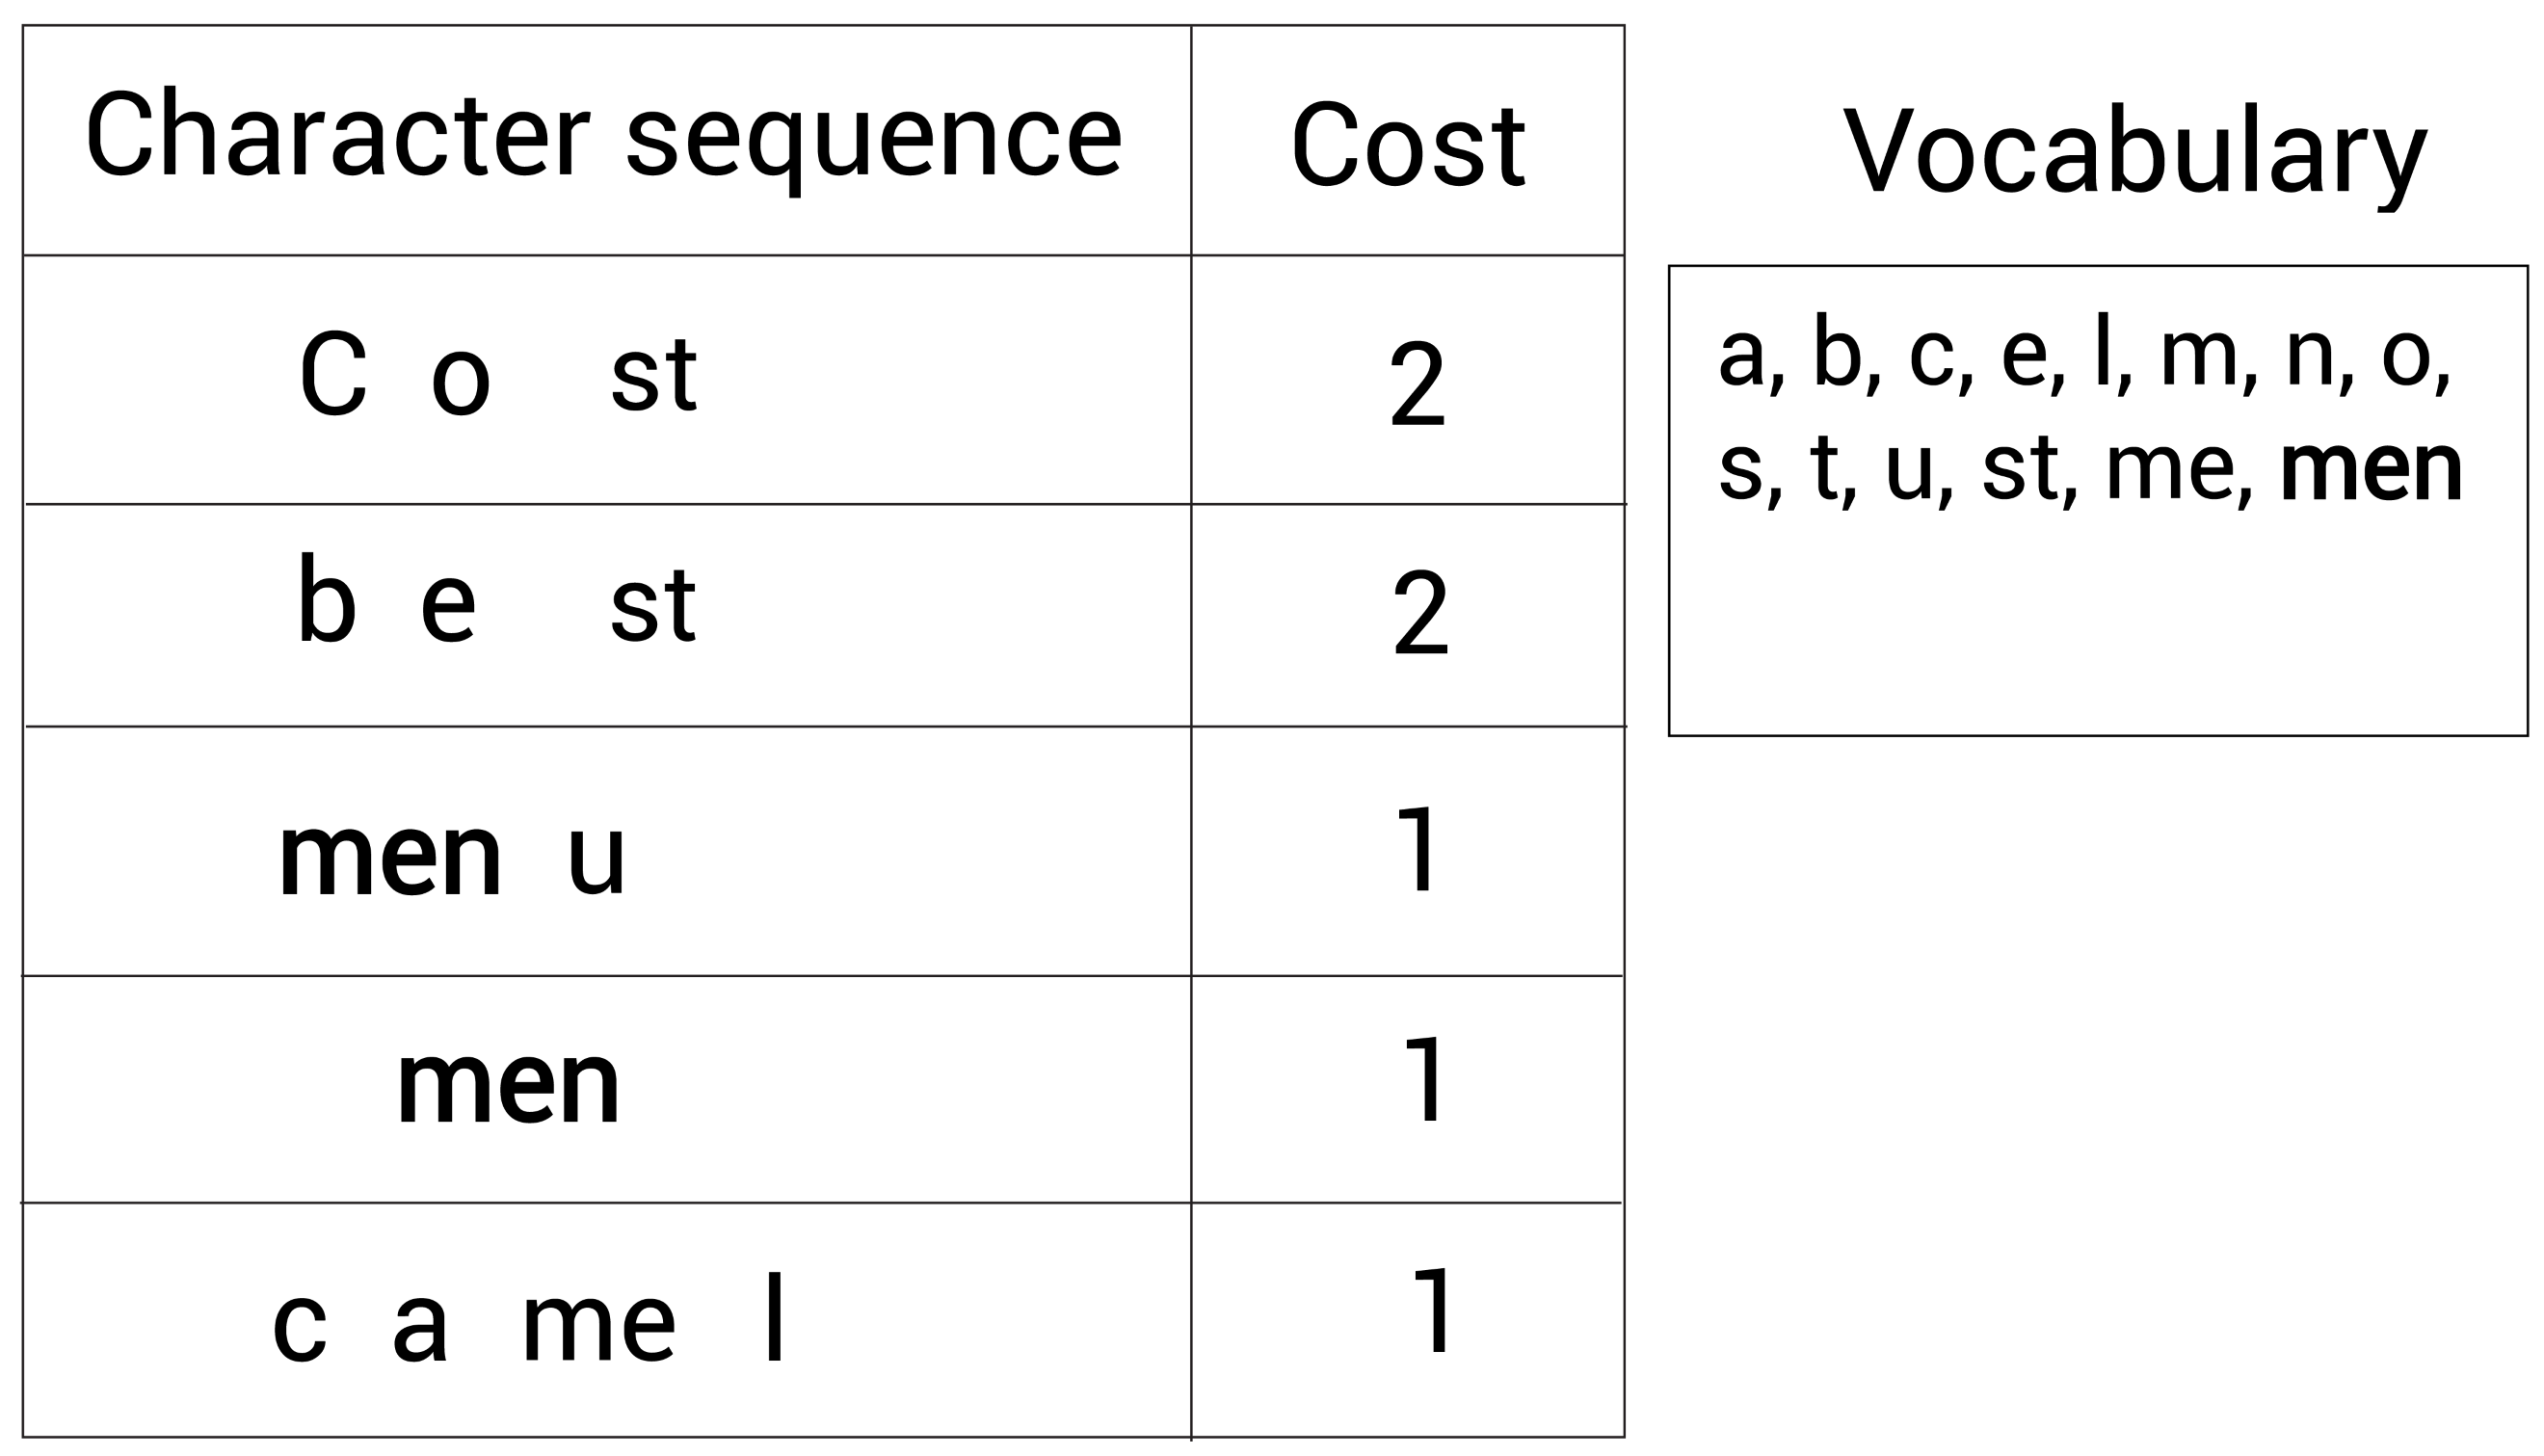 Character sequence Cost
C o st 2
b e st 2
men u 1
men 1
c a me l 1
Vocabulary
a, b, c, e, l, m, n, o,
s, t, u, st, me, men